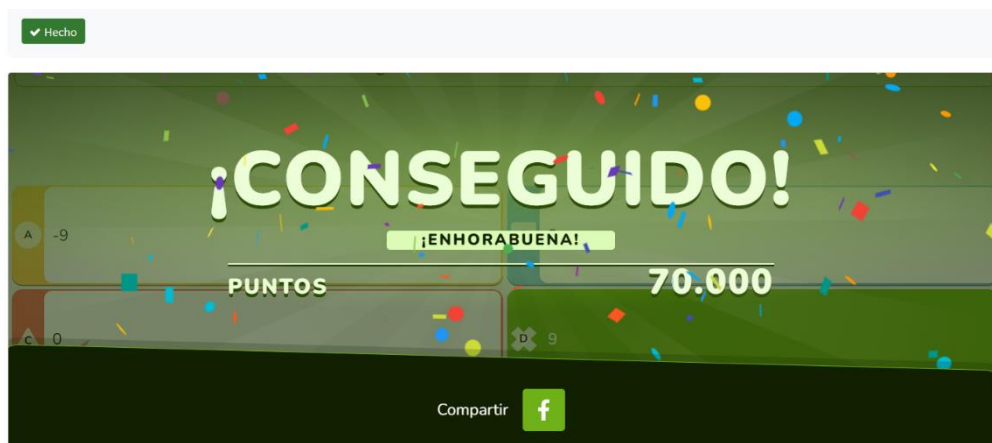 Hecho
¡CONSEGUIDO!
¡ENHORABUENA!
A -9
PUNTOS 70.000
C 0
D 9
Compartir